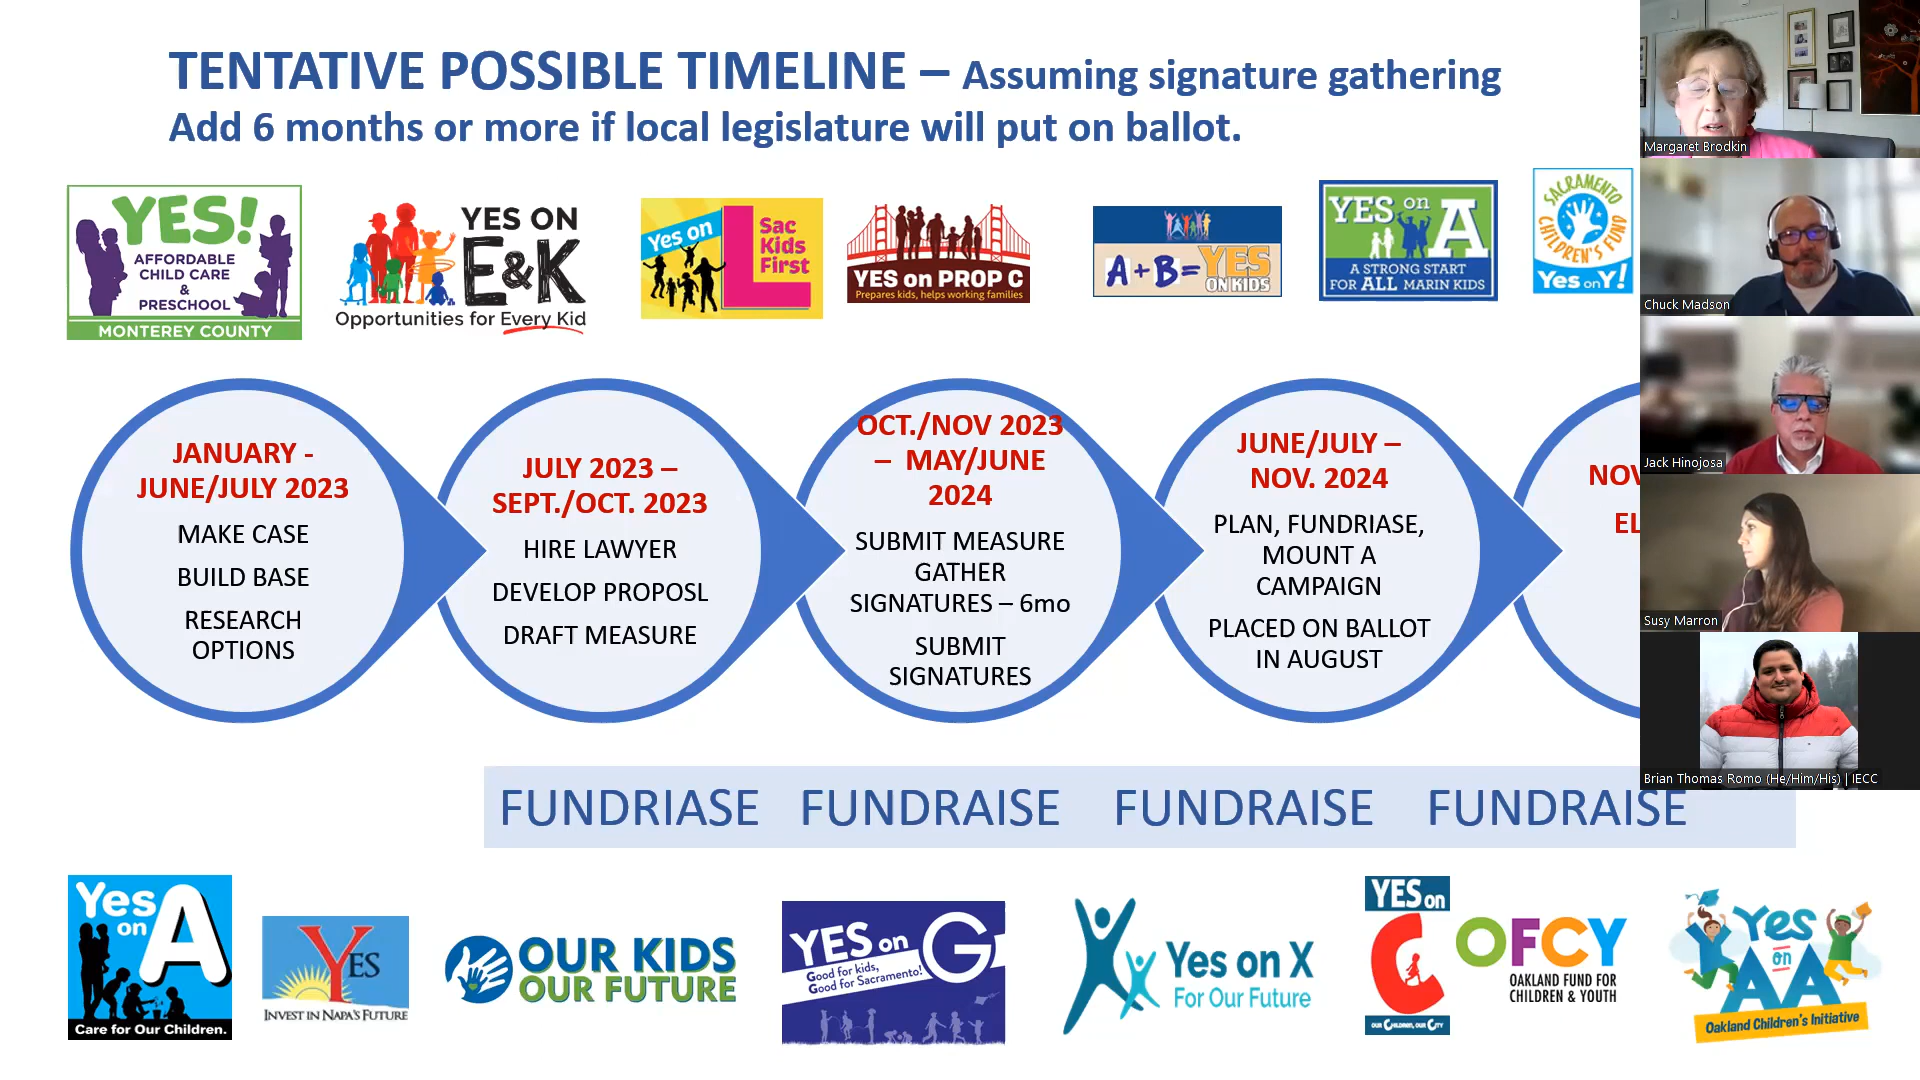 TENTATIVE POSSIBLE TIMELINE – Assuming signature gathering
Add 6 months or more if local legislature will put on ballot.
YES!
AFFORDABLE
CHILD CARE
&
PRESCHOOL
MONTEREY COUNTY
YES ON
E&K
Opportunities for Every Kid
Yes on
L
Sac
Kids
First
YES on PROP C
Prepares kids, helps working families
A+B=YES
ON KIDS
YES on A
A STRONG START
FOR ALL MARIN KIDS
SACRAMENTO
CHILDREN'S FUND
Yes on Y!
JANUARY -
JUNE/JULY 2023
MAKE CASE
BUILD BASE
RESEARCH
OPTIONS
JULY 2023 –
SEPT./OCT. 2023
HIRE LAWYER
DEVELOP PROPOSL
DRAFT MEASURE
OCT./NOV 2023
– MAY/JUNE
2024
SUBMIT MEASURE
GATHER
SIGNATURES – 6mo
SUBMIT
SIGNATURES
JUNE/JULY –
NOV. 2024
PLAN, FUNDRIASE,
MOUNT A
CAMPAIGN
PLACED ON BALLOT
IN AUGUST
NOV
EL
FUNDRIASE FUNDRAISE FUNDRAISE FUNDRAISE
Yes
on
A
Care for Our Children.
YES
INVEST IN NAPA'S FUTURE
OUR KIDS
OUR FUTURE
YES on G
Good for kids,
Good for Sacramento!
Yes on X
For Our Future
YES on
C
OUR CHILDREN, OUR CITY
OFCY
OAKLAND FUND FOR
CHILDREN & YOUTH
Yes
on
AA
Oakland Children's Initiative
Margaret Brodkin
Chuck Madson
Jack Hinojosa
Susy Marron
Brian Thomas Romo (He/Him/His) | IECC